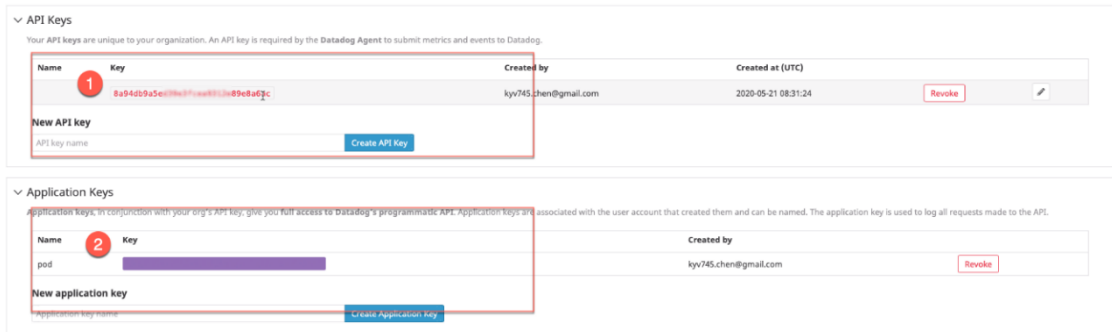 API Keys
Your API keys are unique to your organization. An API key is required by the Datadog Agent to submit metrics and events to Datadog.
Name Key Created by Created at (UTC)
1
kyv745.chen@gmail.com 2020-05-21 08:31:24 Revoke
New API key
API key name Create API Key
Application Keys
Application keys, in conjunction with your org's API key, give you full access to Datadog's programmatic API. Application keys are associated with the user account that created them and can be named. The application key is used to log all requests made to the API.
Name Key Created by
2
pod kyv745.chen@gmail.com Revoke
New application key
Application key name Create Application Key